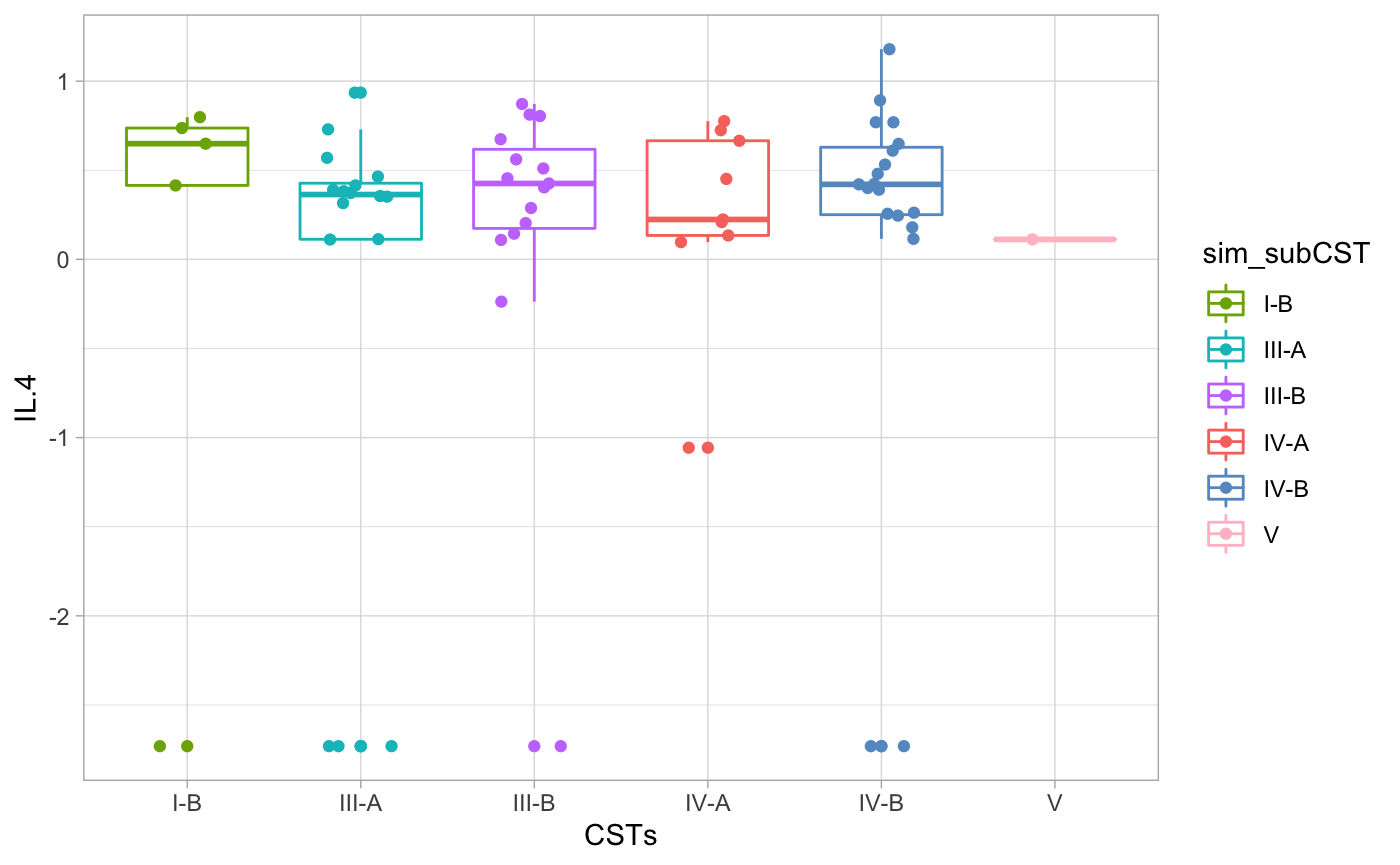 1
0
-1
-2
IL.4
I-B
III-A
III-B
IV-A
IV-B
V
CSTs
sim_subCST
I-B
III-A
III-B
IV-A
IV-B
V